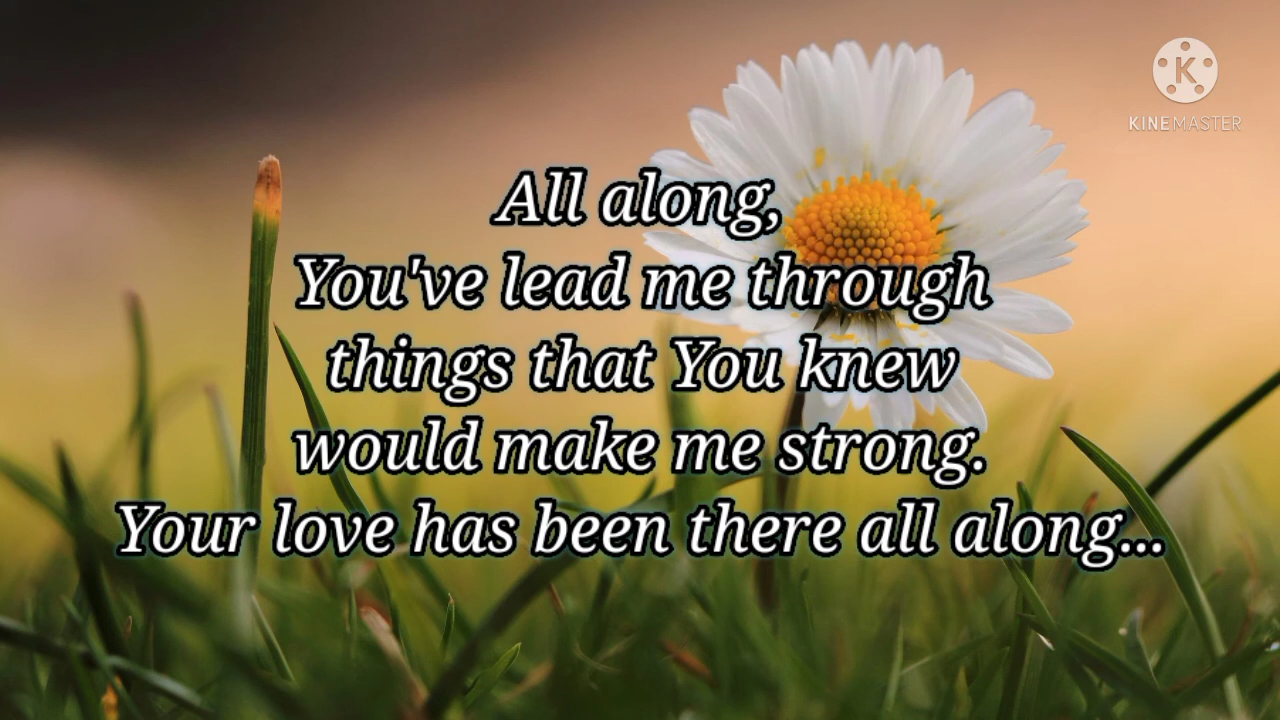 KINEMASTER
All along,
You've lead me through
things that You knew
would make me strong.
Your love has been there all along...